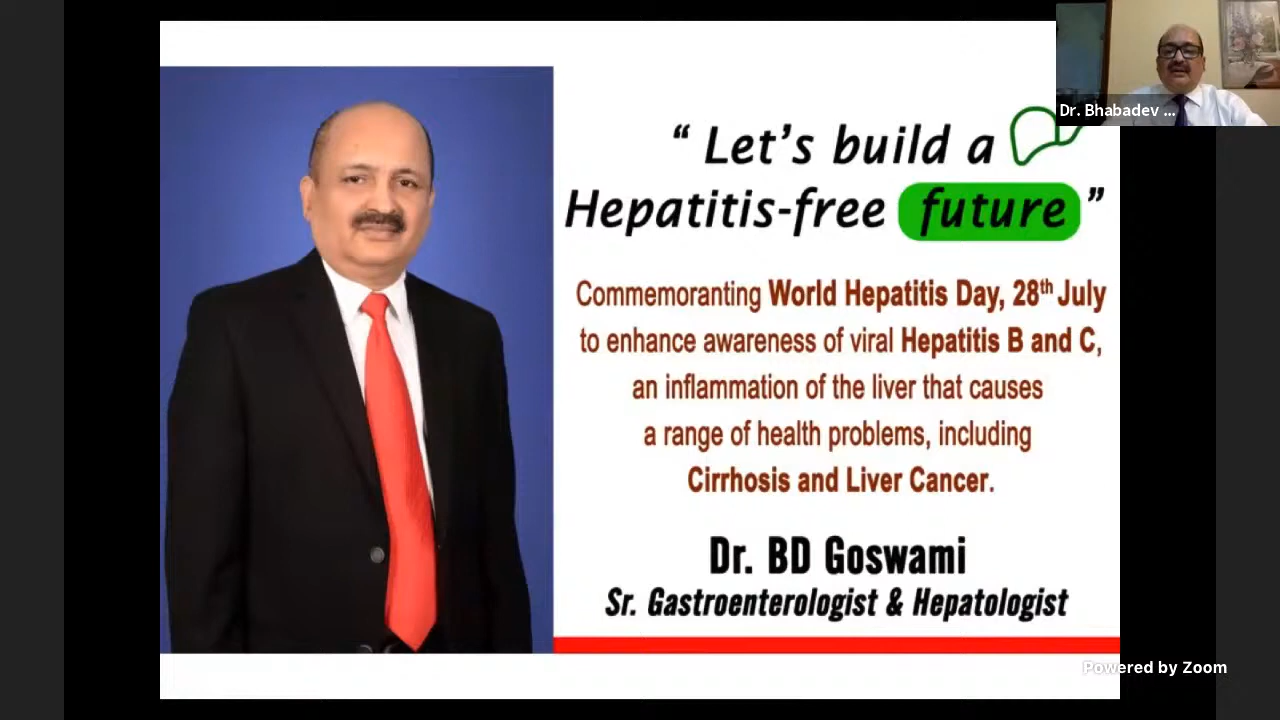 Dr. Bhabadev ...
“ Let’s build a
Hepatitis-free future ”
Commemoranting World Hepatitis Day, 28th July
to enhance awareness of viral Hepatitis B and C,
an inflammation of the liver that causes
a range of health problems, including
Cirrhosis and Liver Cancer.
Dr. BD Goswami
Sr. Gastroenterologist & Hepatologist
Powered by Zoom